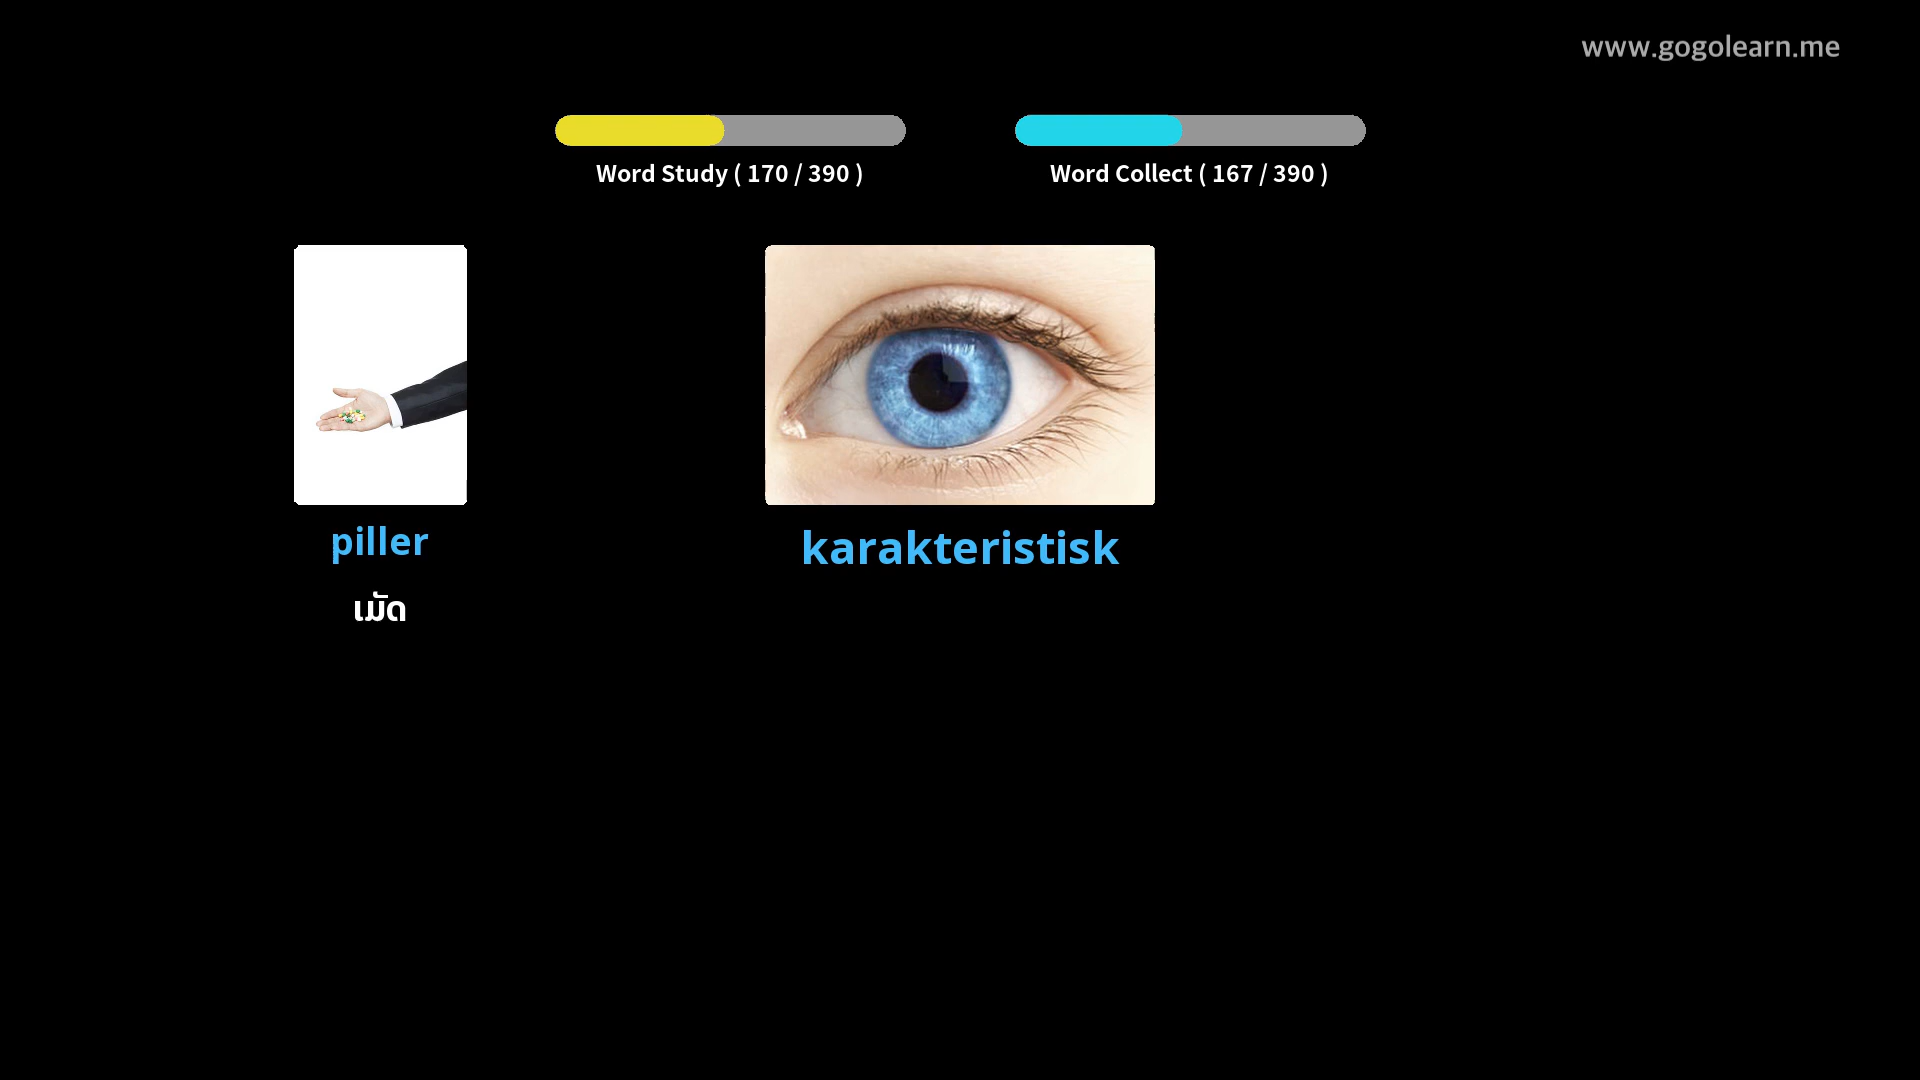 www.gogolearn.me
Word Study ( 170 / 390 )
Word Collect ( 167 / 390 )
piller
karakteristisk
เม็ด